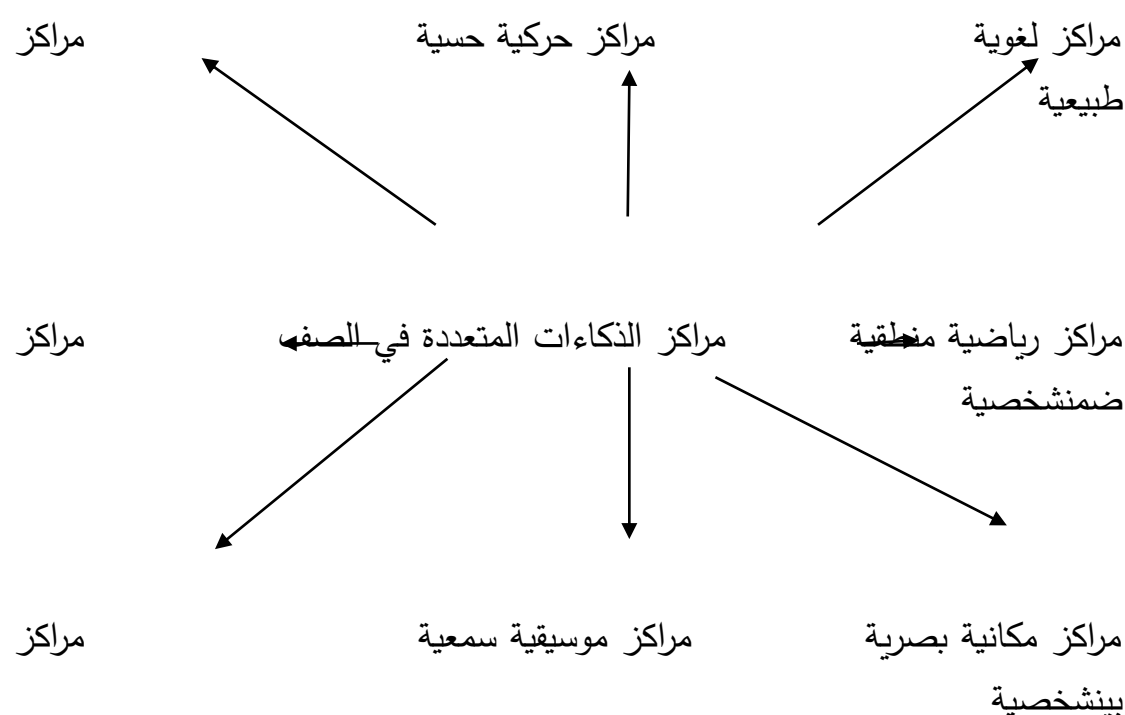 مراكز لغوية مراكز حركية حسية مراكز
طبيعية
مراكز رياضية منطقية مراكز الذكاءات المتعددة في الصف مراكز
ضمنشخصية
مراكز مكانية بصرية مراكز موسيقية سمعية مراكز
بينشخصية